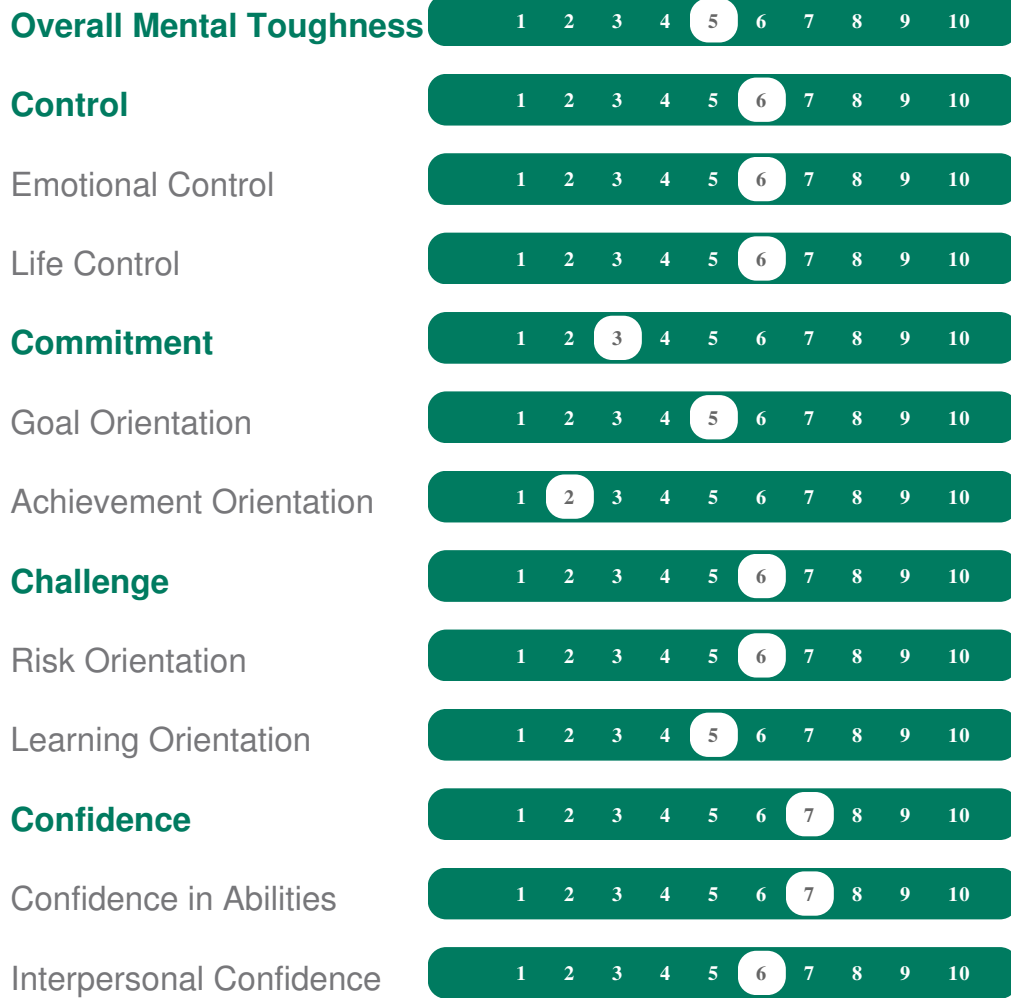 Overall Mental Toughness 1 2 3 4 5 6 7 8 9 10
Control 1 2 3 4 5 6 7 8 9 10
Emotional Control 1 2 3 4 5 6 7 8 9 10
Life Control 1 2 3 4 5 6 7 8 9 10
Commitment 1 2 3 4 5 6 7 8 9 10
Goal Orientation 1 2 3 4 5 6 7 8 9 10
Achievement Orientation 1 2 3 4 5 6 7 8 9 10
Challenge 1 2 3 4 5 6 7 8 9 10
Risk Orientation 1 2 3 4 5 6 7 8 9 10
Learning Orientation 1 2 3 4 5 6 7 8 9 10
Confidence 1 2 3 4 5 6 7 8 9 10
Confidence in Abilities 1 2 3 4 5 6 7 8 9 10
Interpersonal Confidence 1 2 3 4 5 6 7 8 9 10